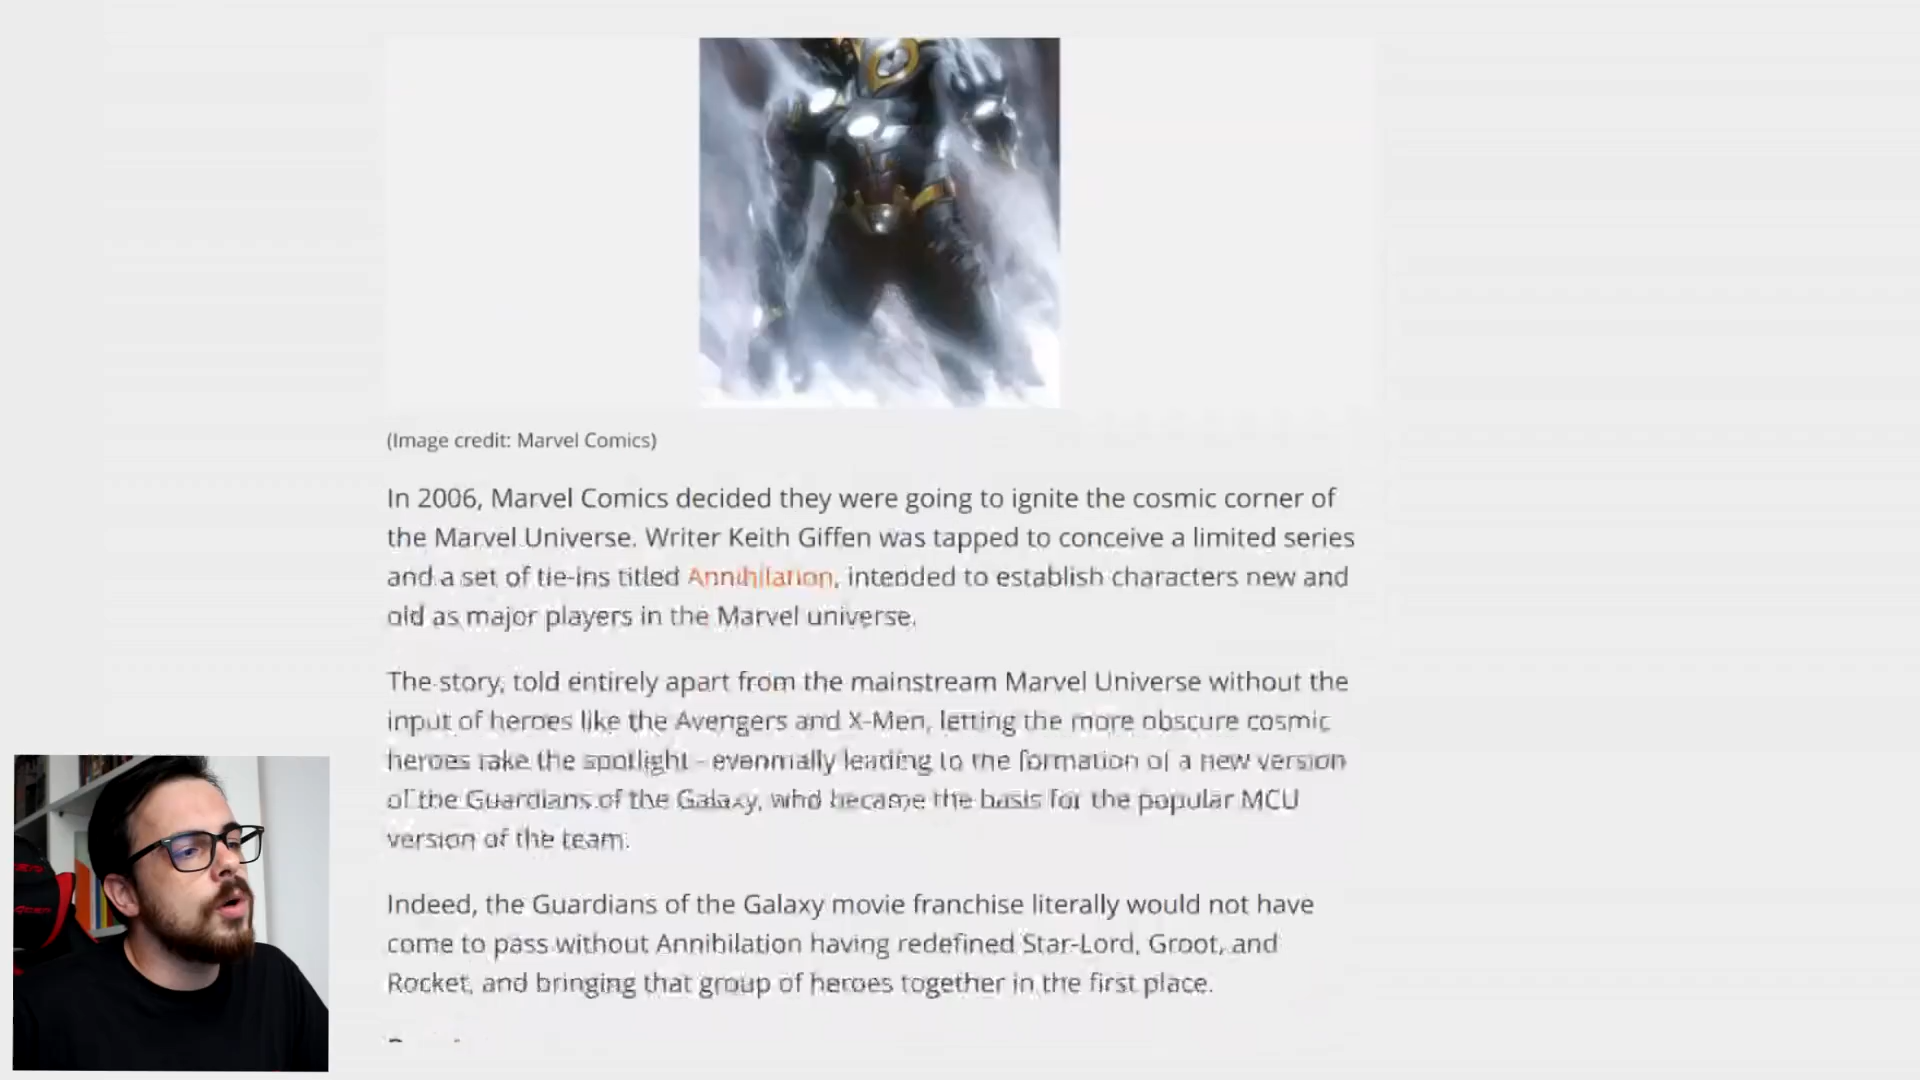 (Image credit: Marvel Comics)
In 2006, Marvel Comics decided they were going to ignite the cosmic corner of
the Marvel Universe. Writer Keith Giffen was tapped to conceive a limited series
and a set of tie-ins titled Annihilation, intended to establish characters new and
old as major players in the Marvel universe.
The story, told entirely apart from the mainstream Marvel Universe without the
input of heroes like the Avengers and X-Men, letting the more obscure cosmic
heroes take the spotlight - eventually leading to the formation of a new version
of the Guardians of the Galaxy, who became the basis for the popular MCU
version of the team.
Indeed, the Guardians of the Galaxy movie franchise literally would not have
come to pass without Annihilation having redefined Star-Lord, Groot, and
Rocket, and bringing that group of heroes together in the first place.